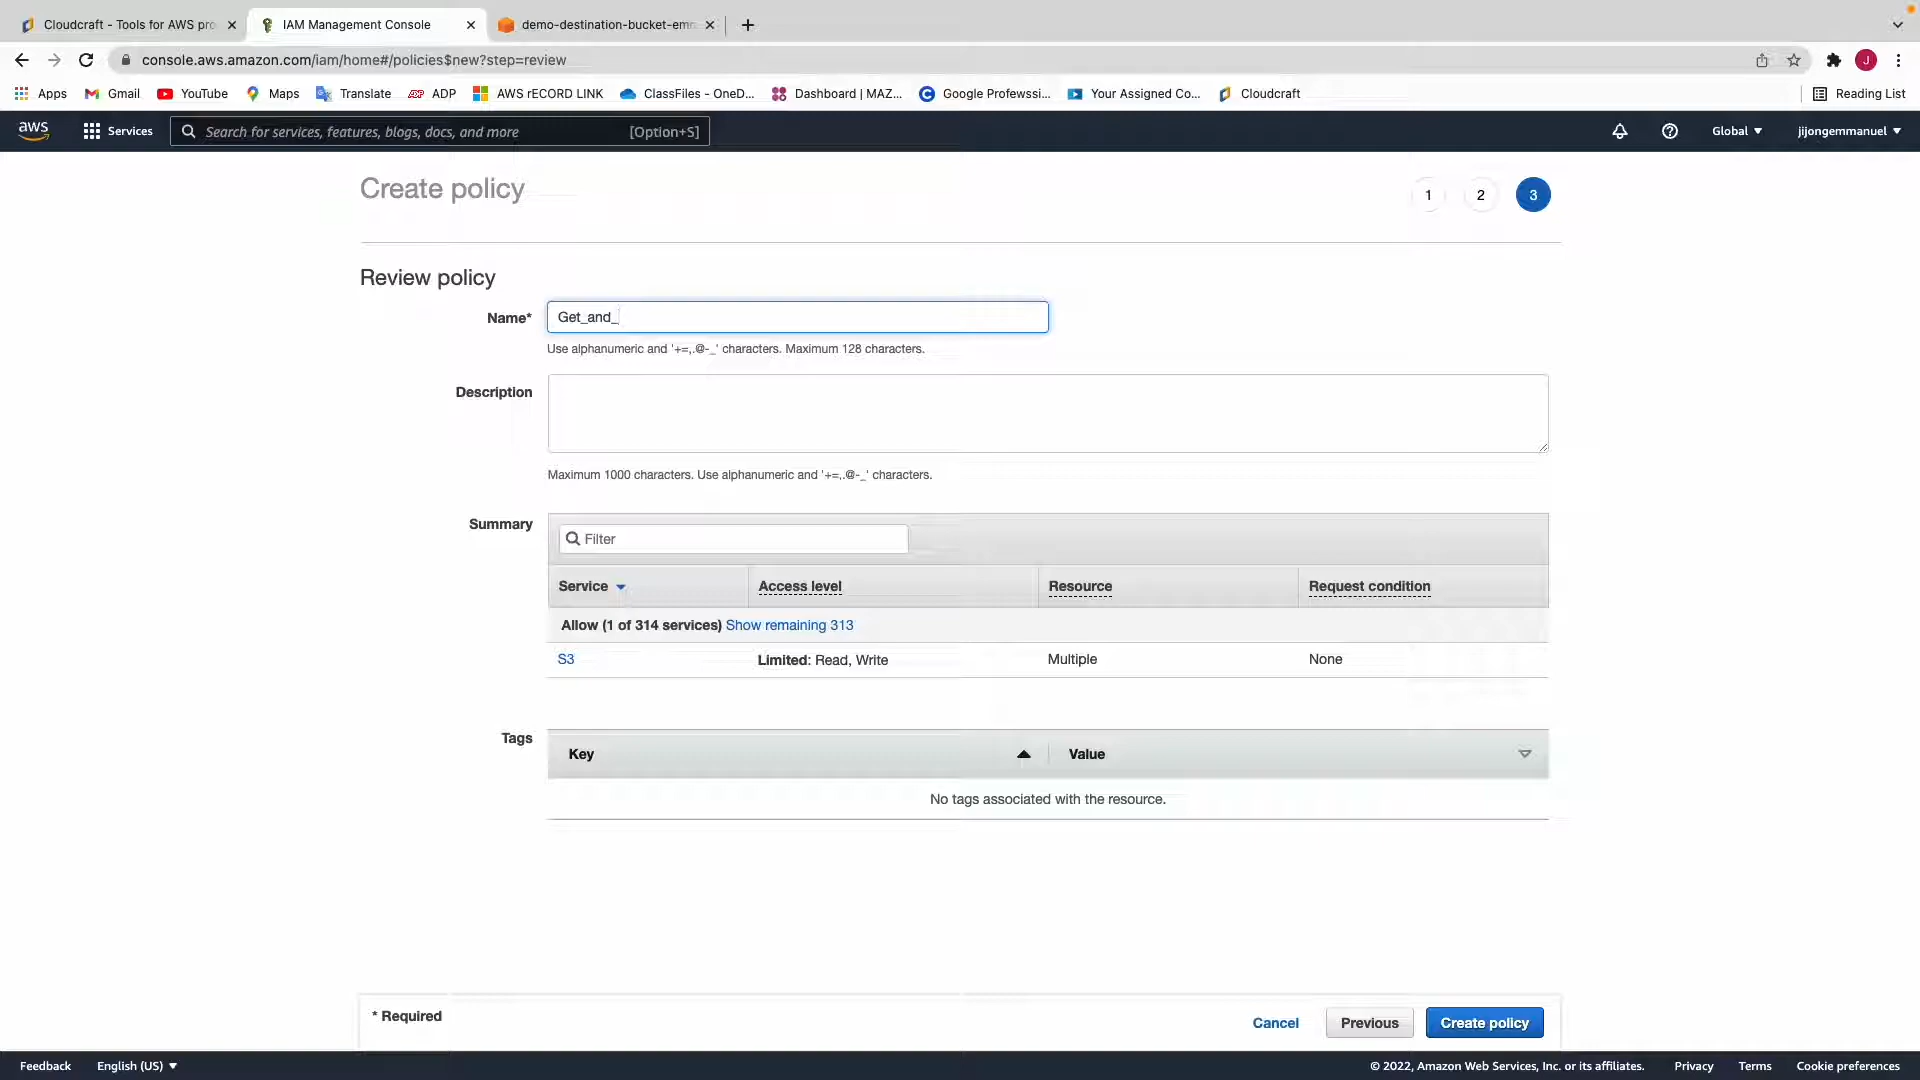 Cloudcraft - Tools for AWS pro
IAM Management Console
demo-destination-bucket-emm
console.aws.amazon.com/iam/home#/policies$new?step=review
J
Apps
Gmail
YouTube
Maps
Translate
ADP
AWS rECORD LINK
ClassFiles - OneD...
Dashboard | MAZ...
Google Profewssi...
Your Assigned Co...
Cloudcraft
Reading List
aws
Services
Search for services, features, blogs, docs, and more
[Option+S]
Global
jijongemmanuel
Create policy
1
2
3
Review policy
Name*
Get_and_
Use alphanumeric and '+=,.@-_' characters. Maximum 128 characters.
Description
Maximum 1000 characters. Use alphanumeric and '+=,.@-_' characters.
Summary
Filter
Service
Access level
Resource
Request condition
Allow (1 of 314 services) Show remaining 313
S3
Limited: Read, Write
Multiple
None
Tags
Key
Value
No tags associated with the resource.
* Required
Cancel
Previous
Create policy
Feedback
English (US)
© 2022, Amazon Web Services, Inc. or its affiliates.
Privacy
Terms
Cookie preferences